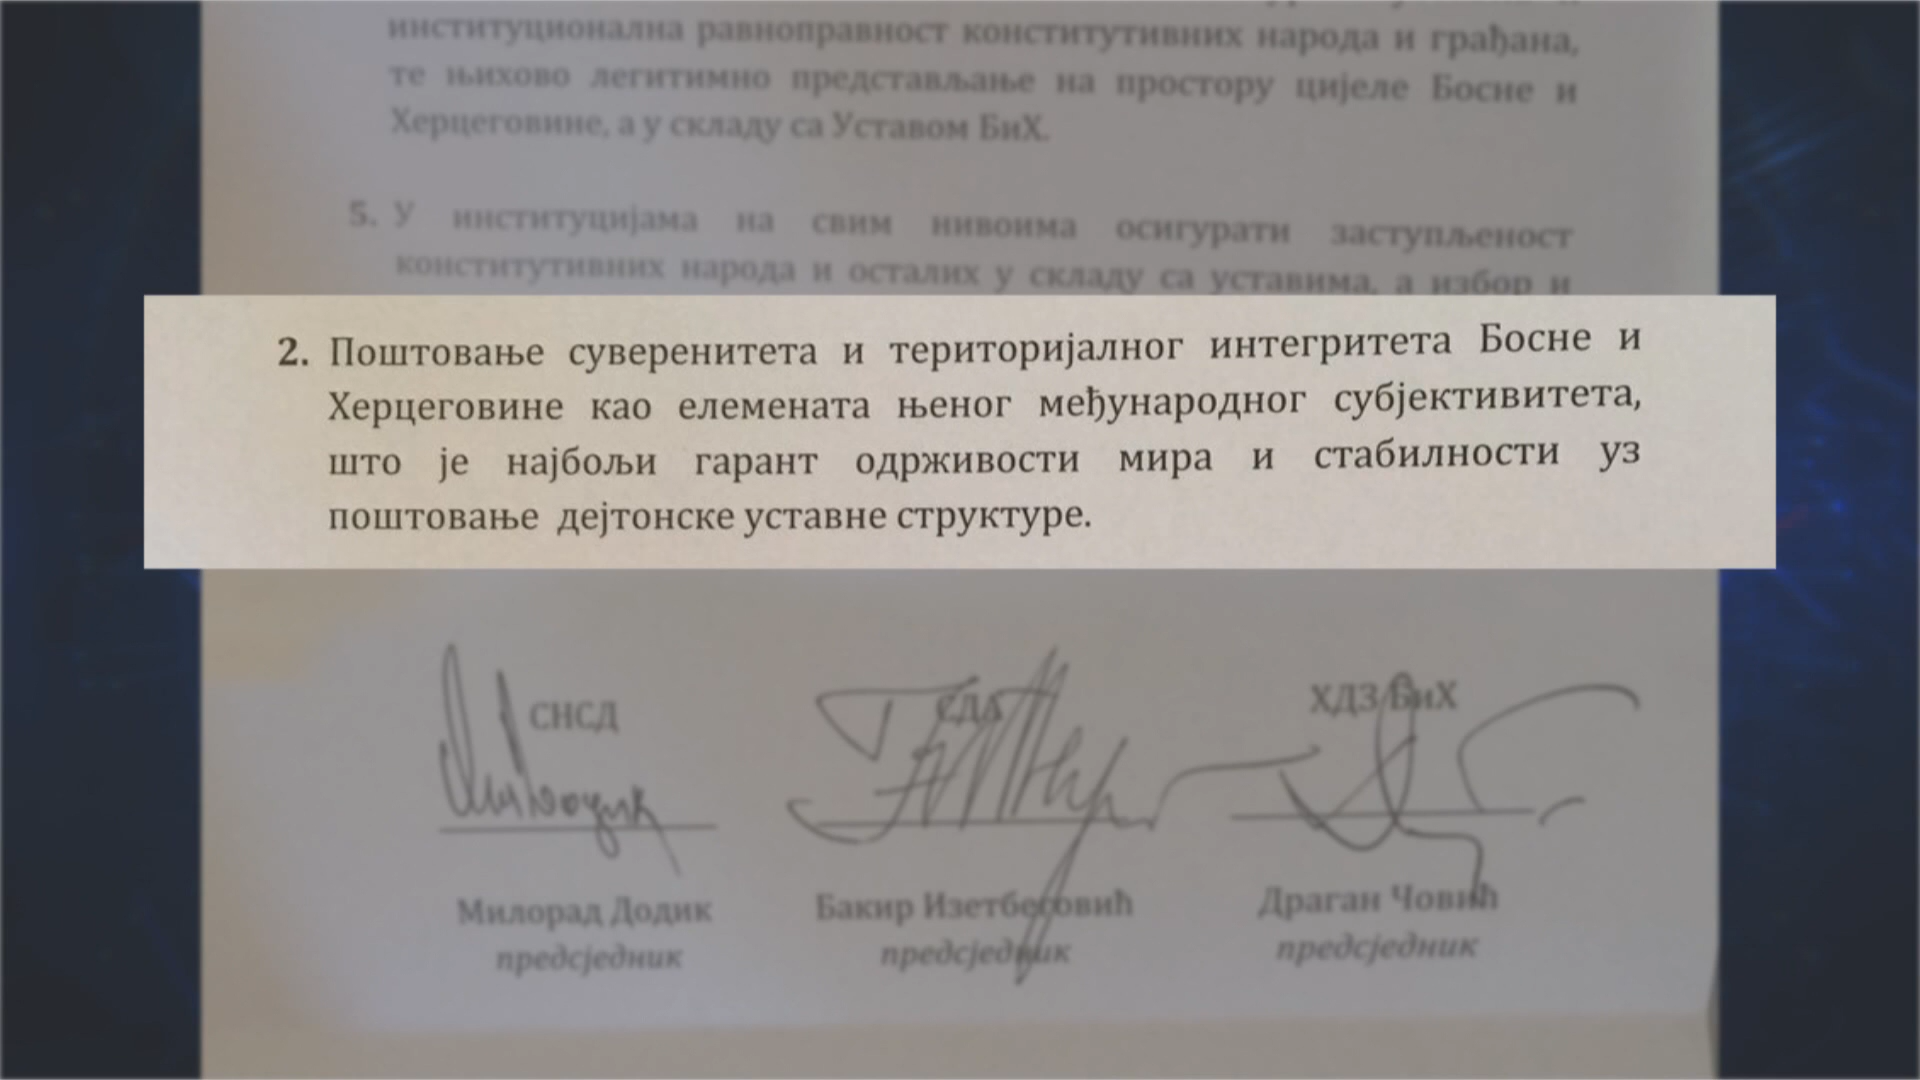 институционална равноправност конститутивних народа и грађана,
те њихово легитимно представљање на простору цијеле Босне и
Херцеговине, а у складу са Уставом БиХ.
5. У институцијама на свим нивоима осигурати заступљеност
конститутивних народа и осталих у складу са уставима, а избор и
2. Поштовање суверенитета и територијалног интегритета Босне и
Херцеговине као елемената њеног међународног субјективитета,
што је најбољи гарант одрживости мира и стабилности уз
поштовање дејтонске уставне структуре.
СНСД СДА ХДЗ БиХ
Милорад Додик Бакир Изетбеговић Драган Човић
предсједник предсједник предсједник